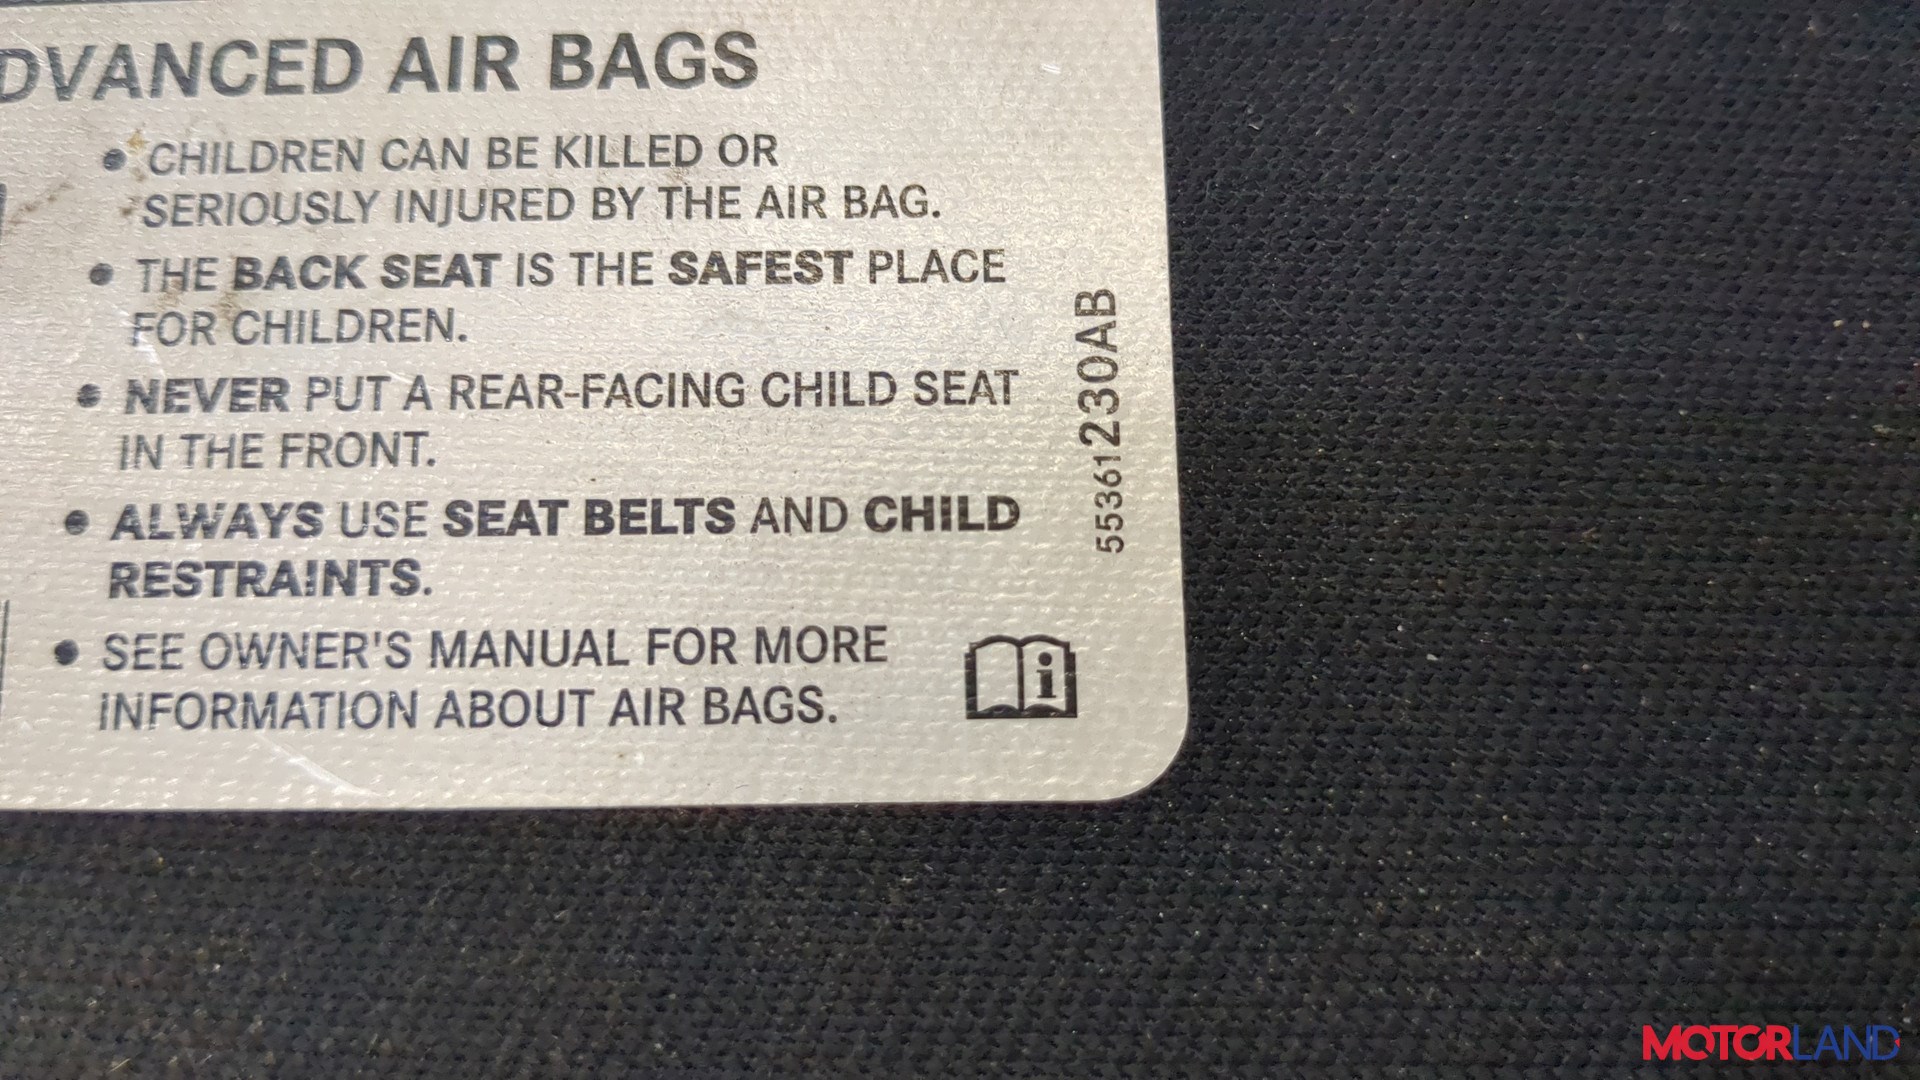 DVANCED AIR BAGS
• CHILDREN CAN BE KILLED OR
SERIOUSLY INJURED BY THE AIR BAG.
• THE BACK SEAT IS THE SAFEST PLACE
FOR CHILDREN.
• NEVER PUT A REAR-FACING CHILD SEAT
IN THE FRONT.
• ALWAYS USE SEAT BELTS AND CHILD
RESTRAINTS.
• SEE OWNER'S MANUAL FOR MORE
INFORMATION ABOUT AIR BAGS.
i
55361230AB
MOTORLAND